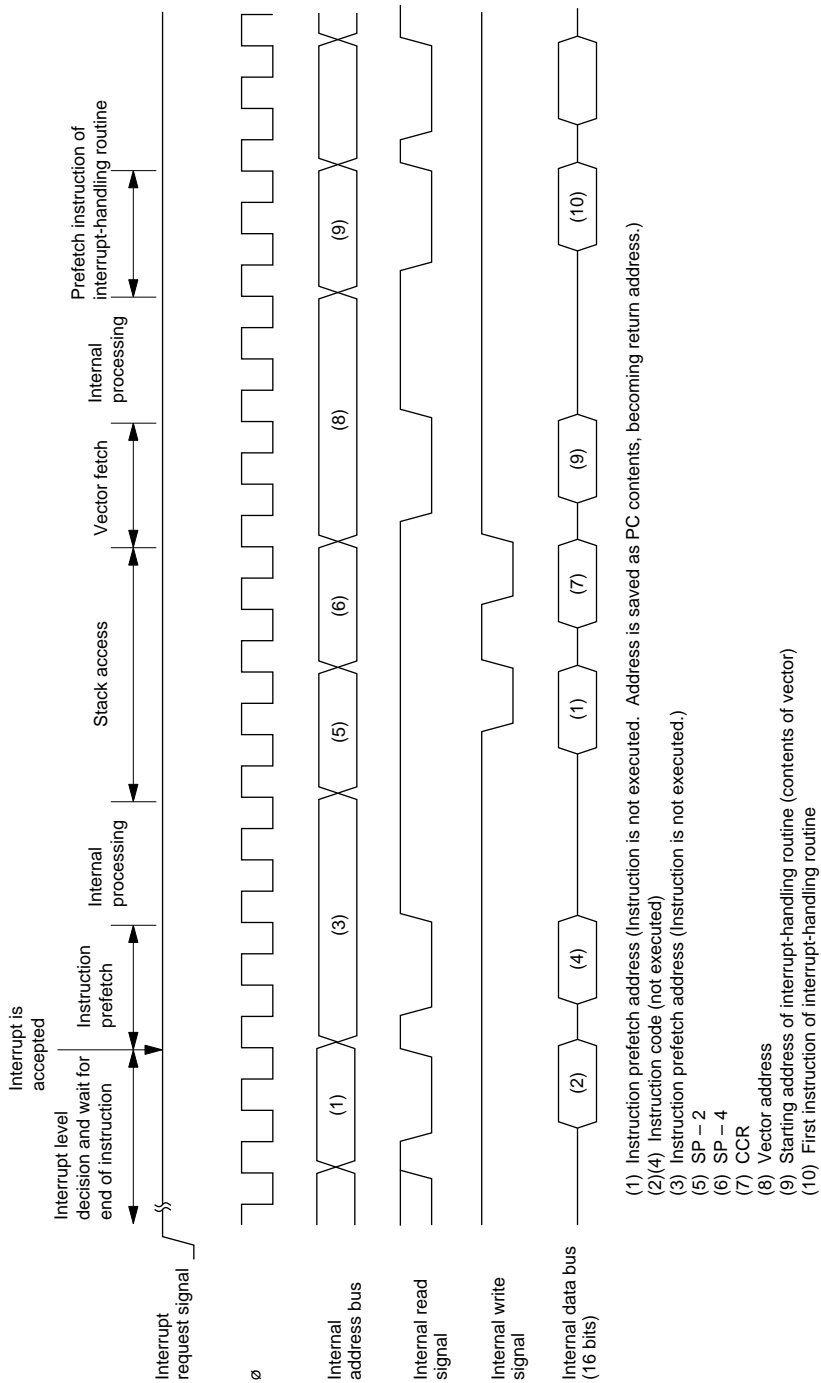 Interrupt is
accepted
Interrupt level
decision and wait for
end of instruction
Instruction
prefetch
Internal
processing
Stack access
Vector fetch
Internal
processing
Prefetch instruction of
interrupt-handling routine
Interrupt
request signal
ø
Internal
address bus
(1)
(3)
(5)
(6)
(8)
(9)
Internal read
signal
Internal write
signal
Internal data bus
(16 bits)
(2)
(4)
(1)
(7)
(9)
(10)
(1) Instruction prefetch address (Instruction is not executed. Address is saved as PC contents, becoming return address.)
(2)(4) Instruction code (not executed)
(3) Instruction prefetch address (Instruction is not executed.)
(5) SP – 2
(6) SP – 4
(7) CCR
(8) Vector address
(9) Starting address of interrupt-handling routine (contents of vector)
(10) First instruction of interrupt-handling routine